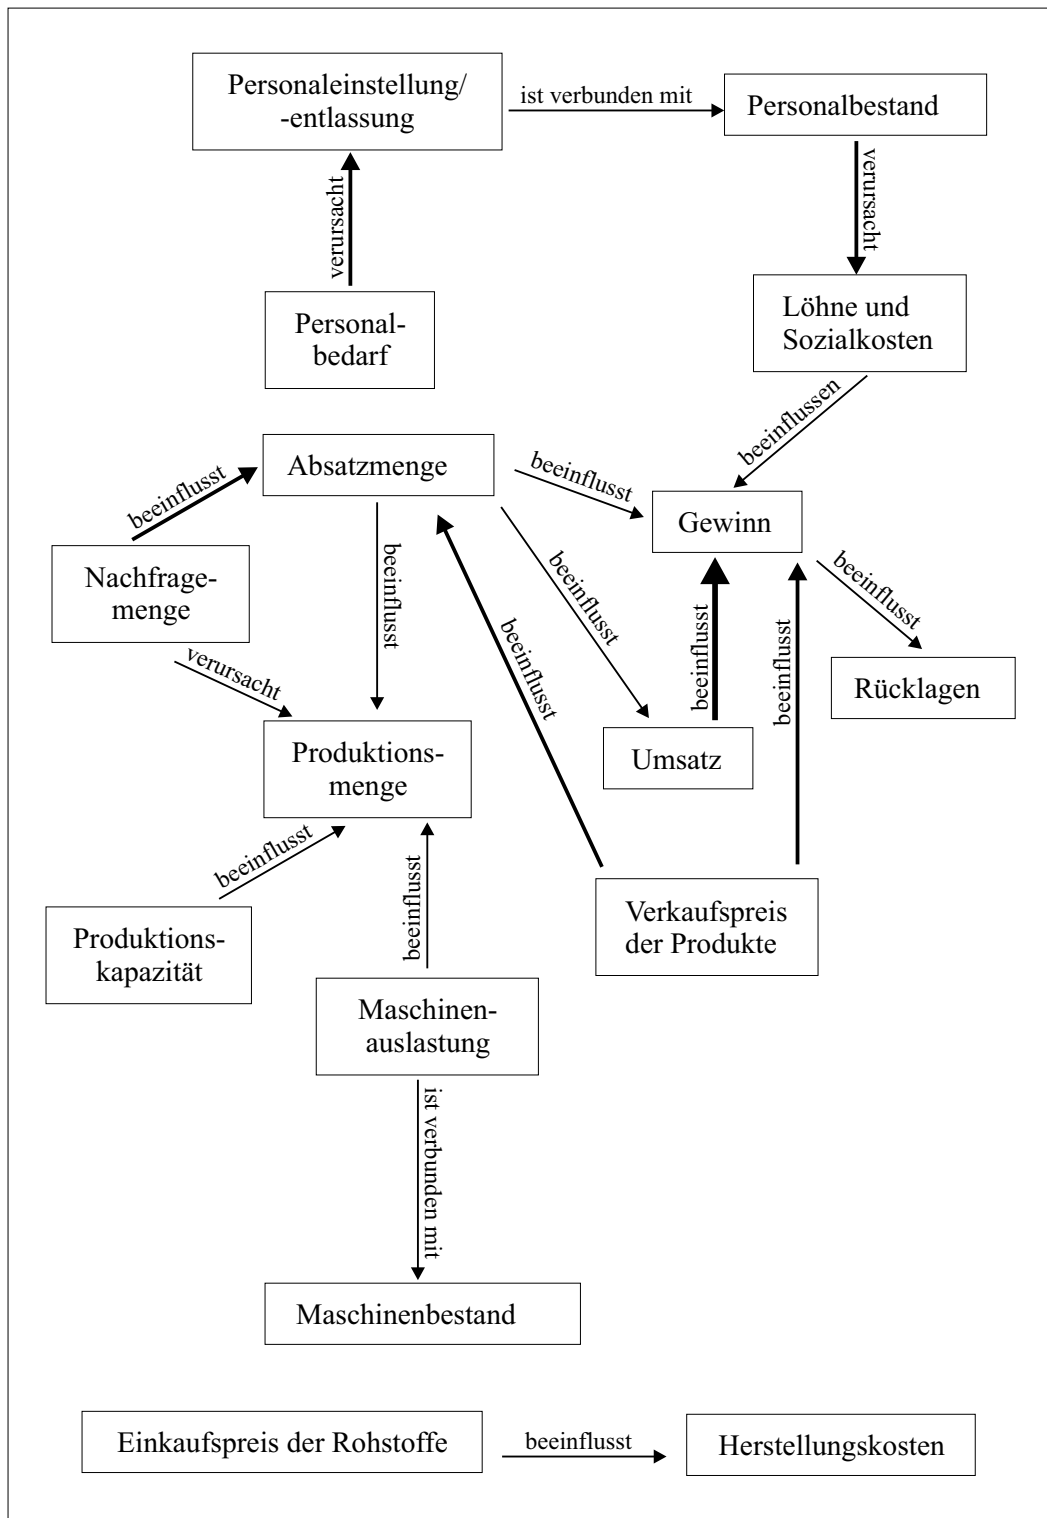 Personaleinstellung/
-entlassung
ist verbunden mit
Personalbestand
verursacht
verursacht
Personal-
bedarf
Löhne und
Sozialkosten
beeinflussen
beeinflusst
Absatzmenge
beeinflusst
Gewinn
Nachfrage-
menge
beeinflusst
beeinflusst
beeinflusst
beeinflusst
beeinflusst
beeinflusst
verursacht
Rücklagen
Produktions-
menge
Umsatz
beeinflusst
beeinflusst
Produktions-
kapazität
Verkaufspreis
der Produkte
Maschinen-
auslastung
ist verbunden mit
Maschinenbestand
Einkaufspreis der Rohstoffe
beeinflusst
Herstellungskosten